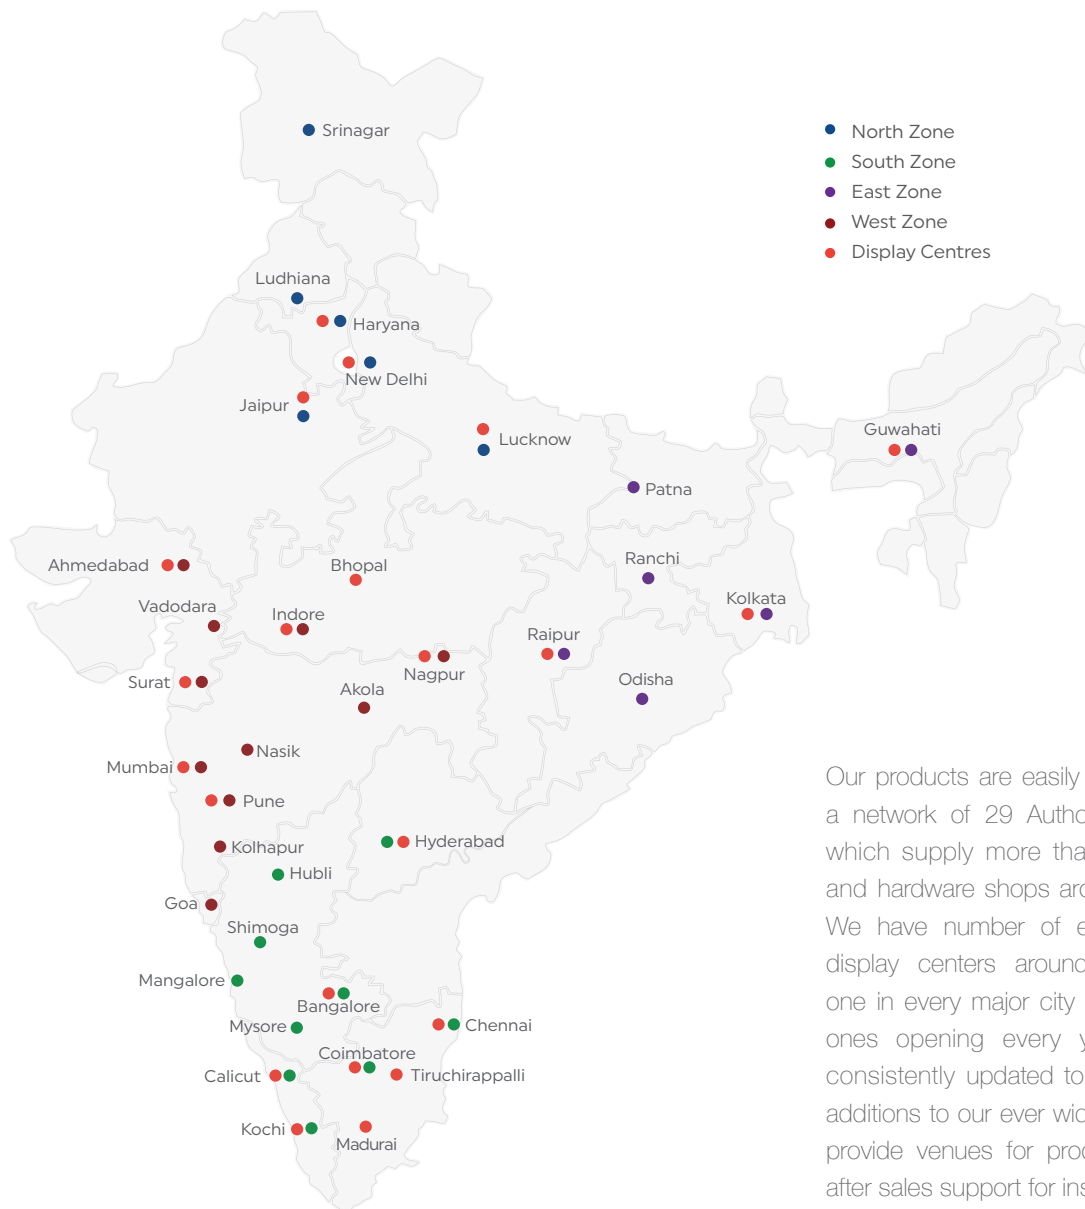 Srinagar
North Zone
South Zone
East Zone
West Zone
Display Centres
Ludhiana
Haryana
New Delhi
Jaipur
Lucknow
Guwahati
Patna
Ahmedabad
Bhopal
Ranchi
Vadodara
Indore
Kolkata
Raipur
Nagpur
Surat
Akola
Odisha
Nasik
Mumbai
Pune
Hyderabad
Kolhapur
Hubli
Goa
Shimoga
Mangalore
Bangalore
Mysore
Chennai
Coimbatore
Calicut
Tiruchirappalli
Kochi
Madurai
Our products are easily
a network of 29 Autho
which supply more tha
and hardware shops aro
We have number of e
display centers around
one in every major city
ones opening every y
consistently updated to
additions to our ever wid
provide venues for prod
after sales support for ins